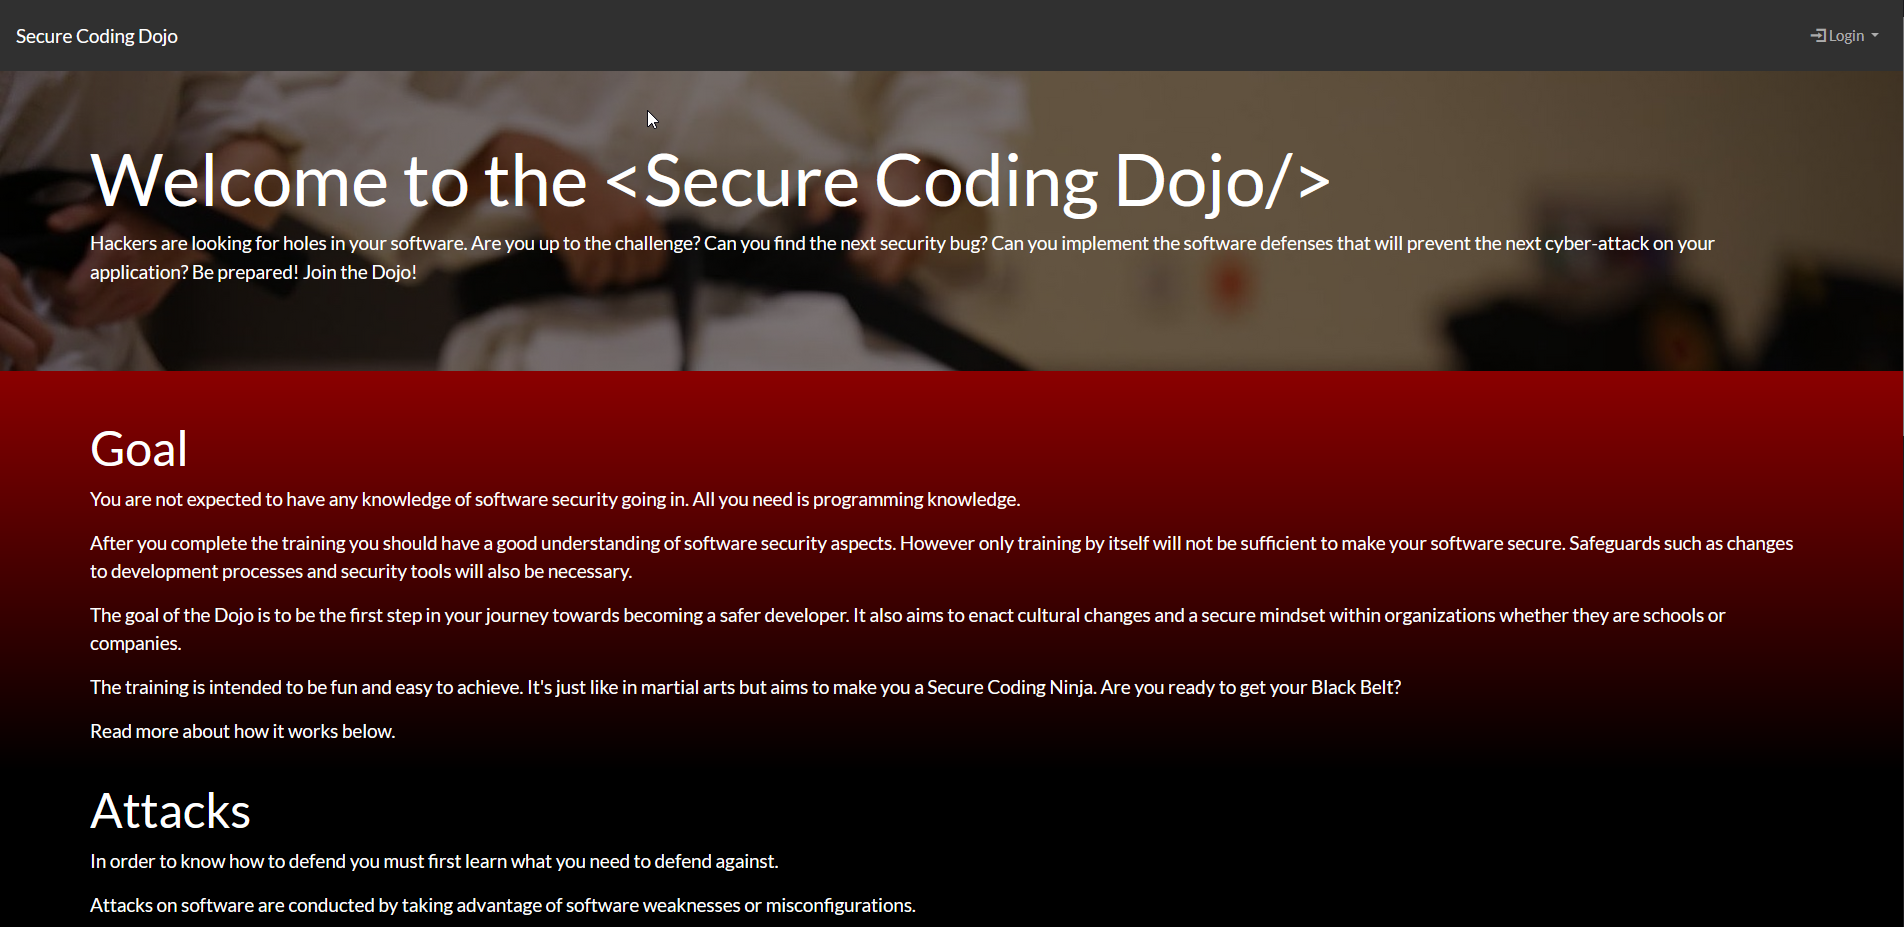 Secure Coding Dojo
Login
Welcome to the <Secure Coding Dojo/>
Hackers are looking for holes in your software. Are you up to the challenge? Can you find the next security bug? Can you implement the software defenses that will prevent the next cyber-attack on your
application? Be prepared! Join the Dojo!
Goal
You are not expected to have any knowledge of software security going in. All you need is programming knowledge.
After you complete the training you should have a good understanding of software security aspects. However only training by itself will not be sufficient to make your software secure. Safeguards such as changes
to development processes and security tools will also be necessary.
The goal of the Dojo is to be the first step in your journey towards becoming a safer developer. It also aims to enact cultural changes and a secure mindset within organizations whether they are schools or
companies.
The training is intended to be fun and easy to achieve. It's just like in martial arts but aims to make you a Secure Coding Ninja. Are you ready to get your Black Belt?
Read more about how it works below.
Attacks
In order to know how to defend you must first learn what you need to defend against.
Attacks on software are conducted by taking advantage of software weaknesses or misconfigurations.